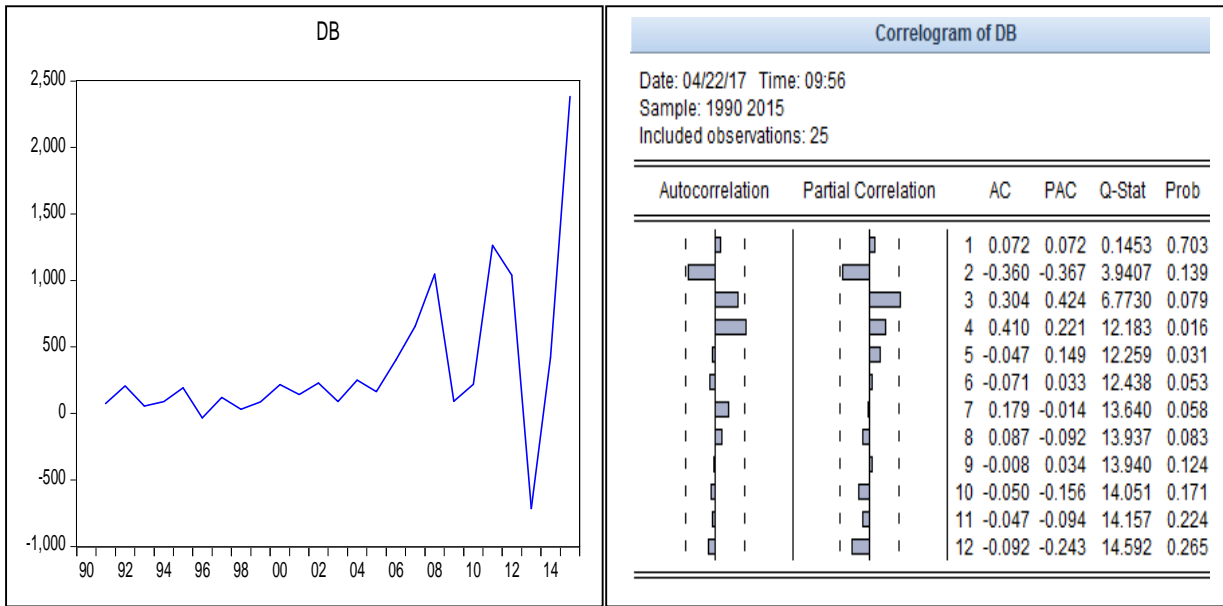 DB
2,500
2,000
1,500
1,000
500
0
-500
-1,000
90 92 94 96 98 00 02 04 06 08 10 12 14
Correlogram of DB
Date: 04/22/17 Time: 09:56
Sample: 1990 2015
Included observations: 25
Autocorrelation Partial Correlation AC PAC Q-Stat Prob
1 0.072 0.072 0.1453 0.703
2 -0.360 -0.367 3.9407 0.139
3 0.304 0.424 6.7730 0.079
4 0.410 0.221 12.183 0.016
5 -0.047 0.149 12.259 0.031
6 -0.071 0.033 12.438 0.053
7 0.179 -0.014 13.640 0.058
8 0.087 -0.092 13.937 0.083
9 -0.008 0.034 13.940 0.124
10 -0.050 -0.156 14.051 0.171
11 -0.047 -0.094 14.157 0.224
12 -0.092 -0.243 14.592 0.265